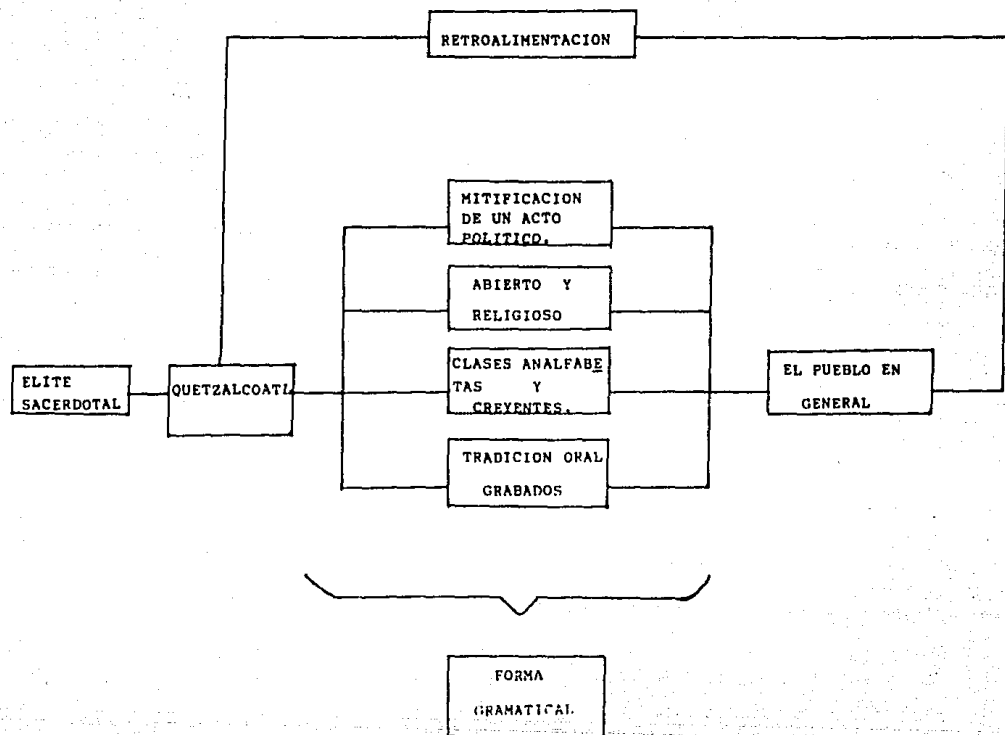 RETROALIMENTACION
MITIFICACION
DE UN ACTO
POLITICO.
ABIERTO Y
RELIGIOSO
ELITE
SACERDOTAL
QUETZALCOATL
CLASES ANALFABE
TAS Y
CREYENTES.
EL PUEBLO EN
GENERAL
TRADICION ORAL
GRABADOS
FORMA
GRAMATICAL